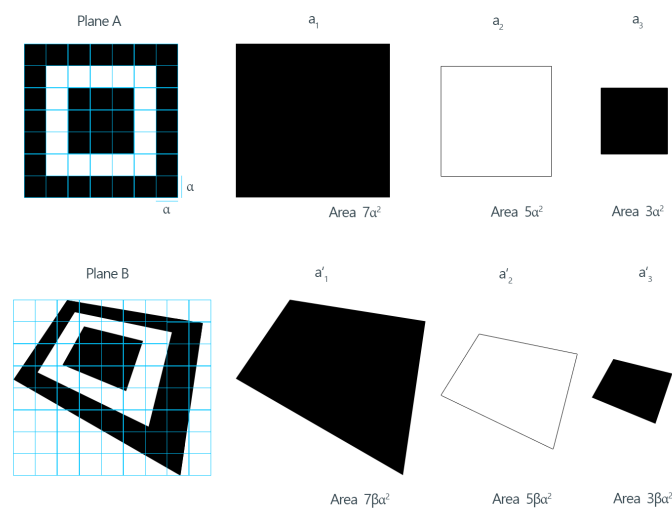 Plane A
a₁
a₂
a₃
α
α
Area 7α²
Area 5α²
Area 3α²
Plane B
a'₁
a'₂
a'₃
Area 7βα²
Area 5βα²
Area 3βα²